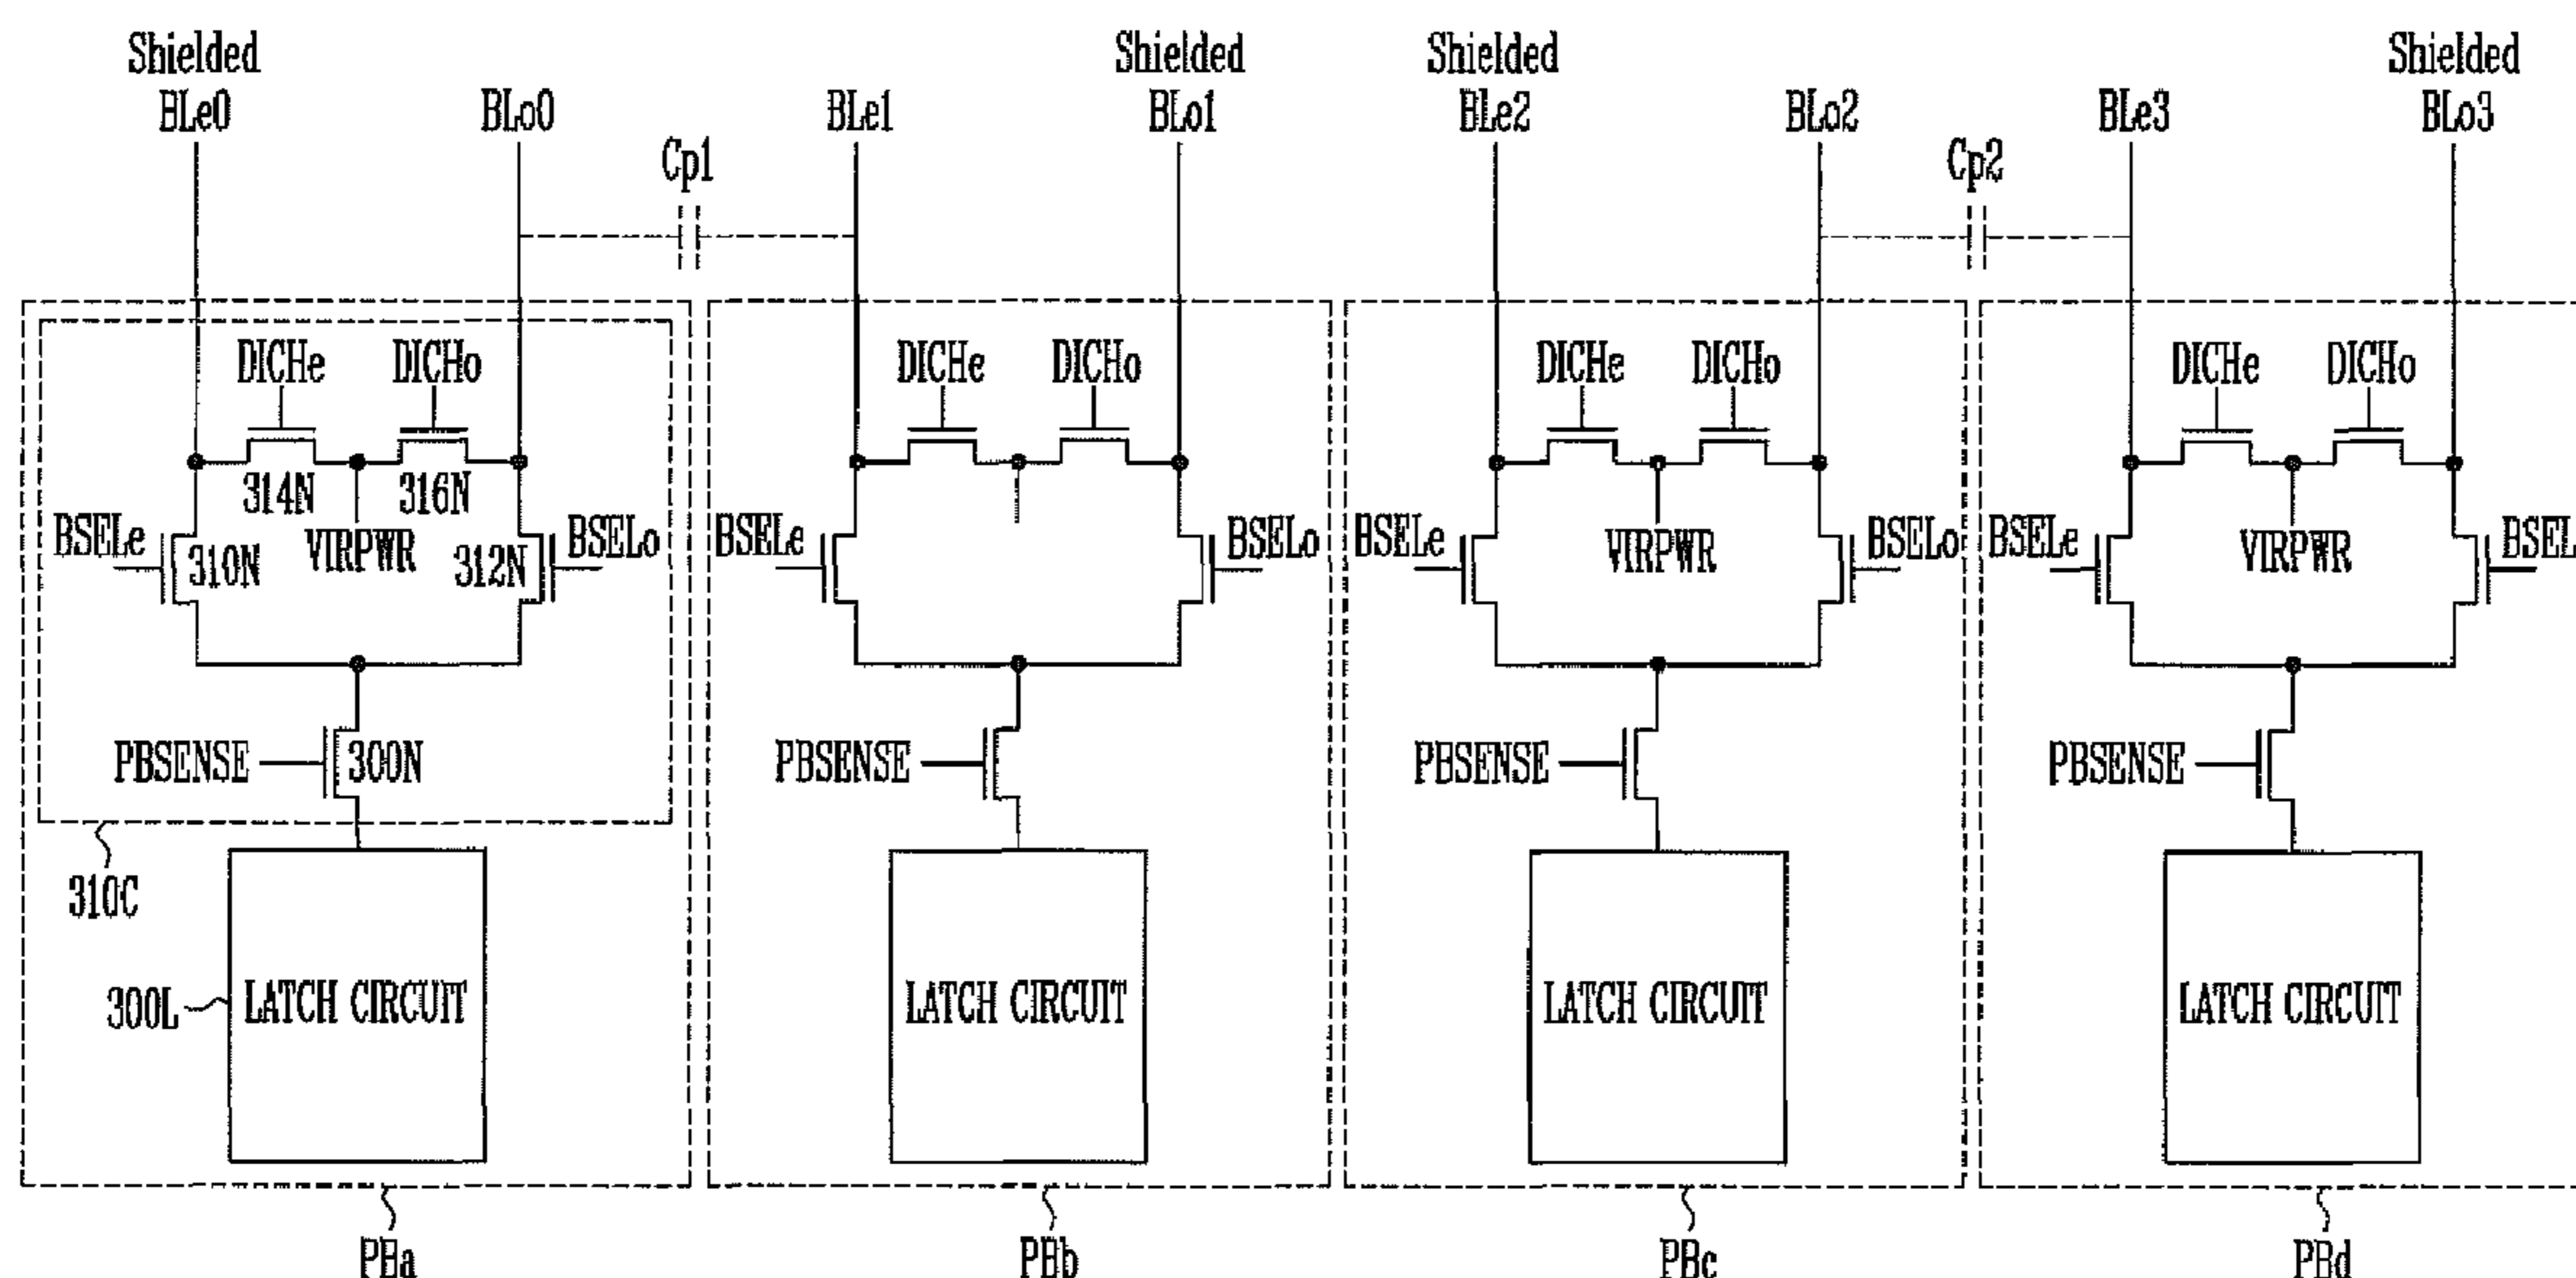 Shielded Shielded Shielded Shielded
BLe0 BLo0 BLe1 BLo1 BLe2 BLo2 BLe3 BLo3
Cp1 Cp2
DICHe DICHo DICHe DICHo DICHe DICHo DICHe DICHo
314N 316N
BSELe 310N VIRPWR 312N BSELo BSELe BSELo BSELe VIRPWR BSELo BSELe VIRPWR BSEL
PBSENSE 300N PBSENSE PBSENSE PBSENSE
310C
300L LATCH CIRCUIT LATCH CIRCUIT LATCH CIRCUIT LATCH CIRCUIT
PBa PBb PBc PBd